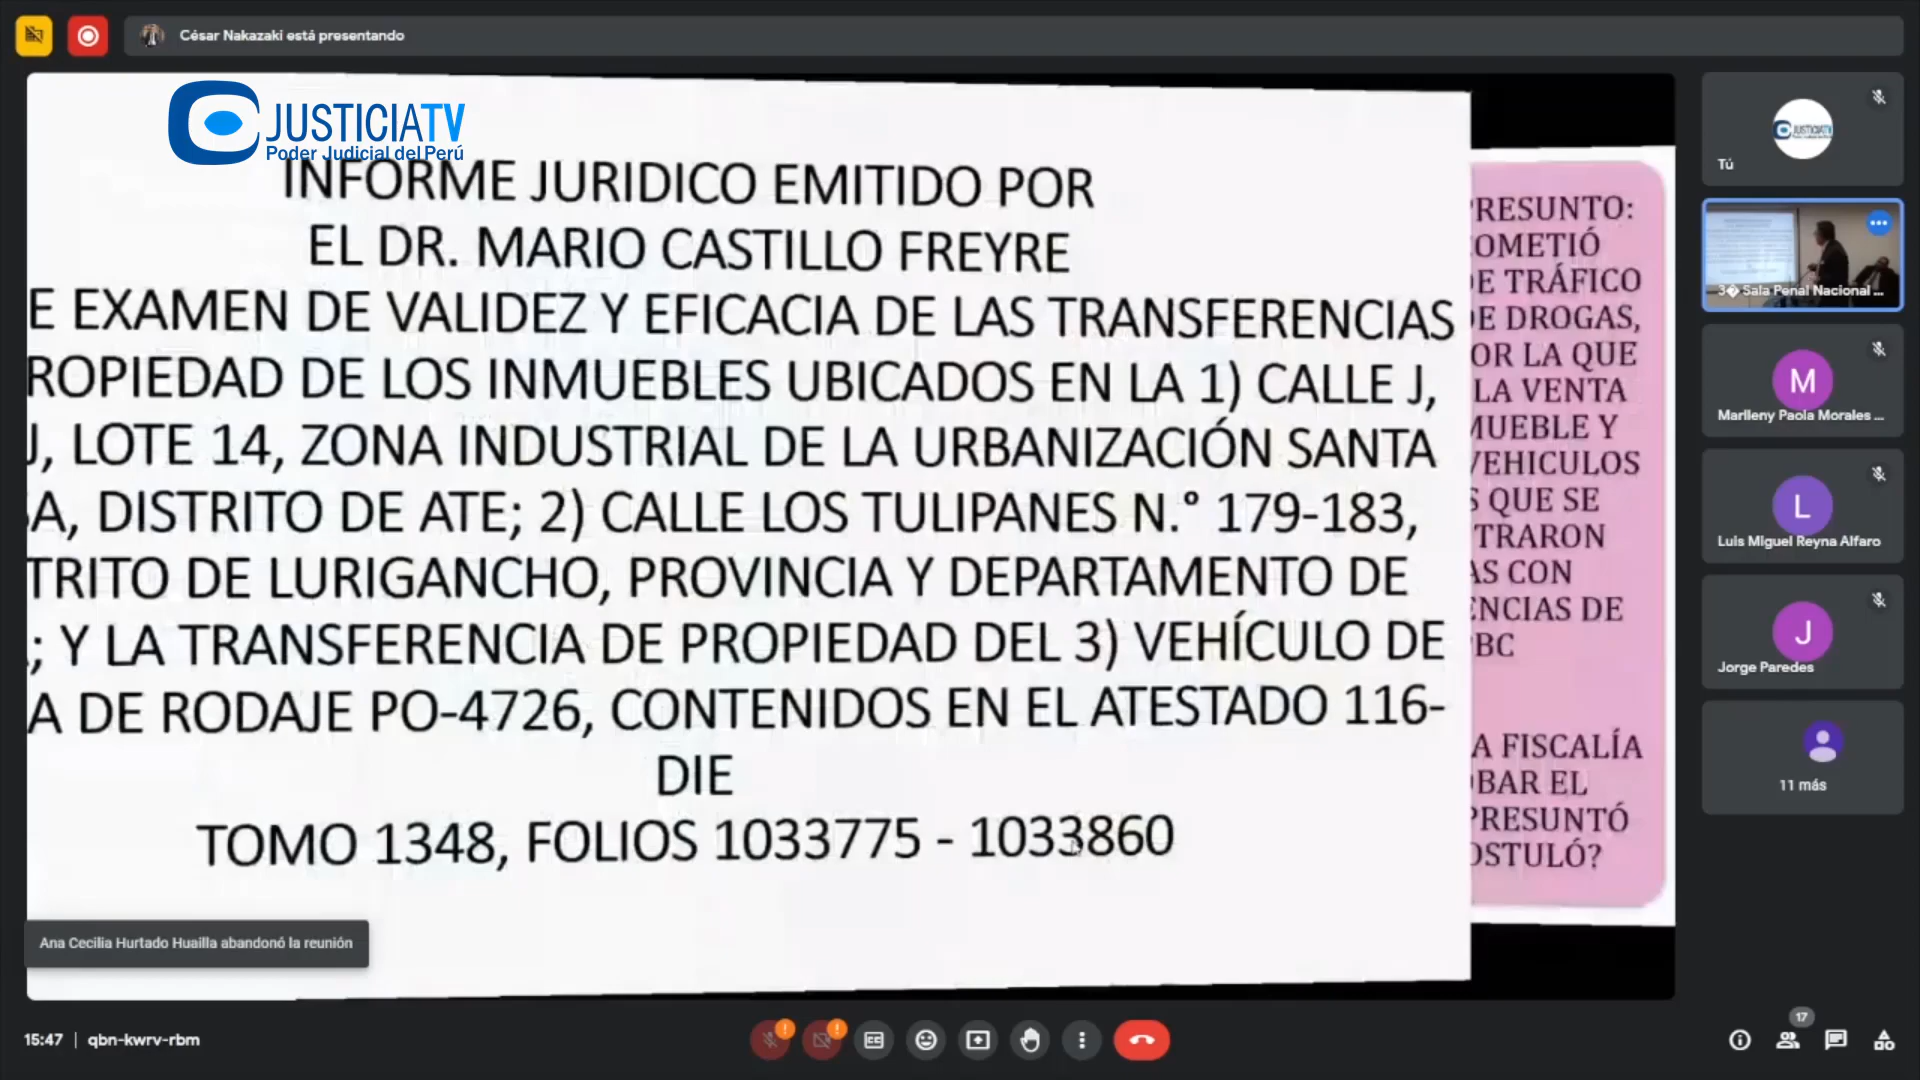 César Nakazaki está presentando
JUSTICIATV
Poder Judicial del Perú
INFORME JURIDICO EMITIDO POR
EL DR. MARIO CASTILLO FREYRE
E EXAMEN DE VALIDEZ Y EFICACIA DE LAS TRANSFERENCIAS
ROPIEDAD DE LOS INMUEBLES UBICADOS EN LA 1) CALLE J,
J, LOTE 14, ZONA INDUSTRIAL DE LA URBANIZACIÓN SANTA
A, DISTRITO DE ATE; 2) CALLE LOS TULIPANES N.° 179-183,
TRITO DE LURIGANCHO, PROVINCIA Y DEPARTAMENTO DE
; Y LA TRANSFERENCIA DE PROPIEDAD DEL 3) VEHÍCULO DE
A DE RODAJE PO-4726, CONTENIDOS EN EL ATESTADO 116-
DIE
TOMO 1348, FOLIOS 1033775 - 1033860
RESUNTO:
OMETIÓ
E TRÁFICO
E DROGAS,
OR LA QUE
LA VENTA
MUEBLE Y
VEHICULOS
S QUE SE
TRARON
AS CON
ENCIAS DE
BC
A FISCALÍA
BAR EL
PRESUNTÓ
OSTULÓ?
Ana Cecilia Hurtado Huailla abandonó la reunión
JUSTICIATV
Tú
3� Sala Penal Nacional ...
M
Marlleny Paola Morales ...
L
Luis Miguel Reyna Alfaro
J
Jorge Paredes
11 más
15:47 | qbn-kwrv-rbm
17